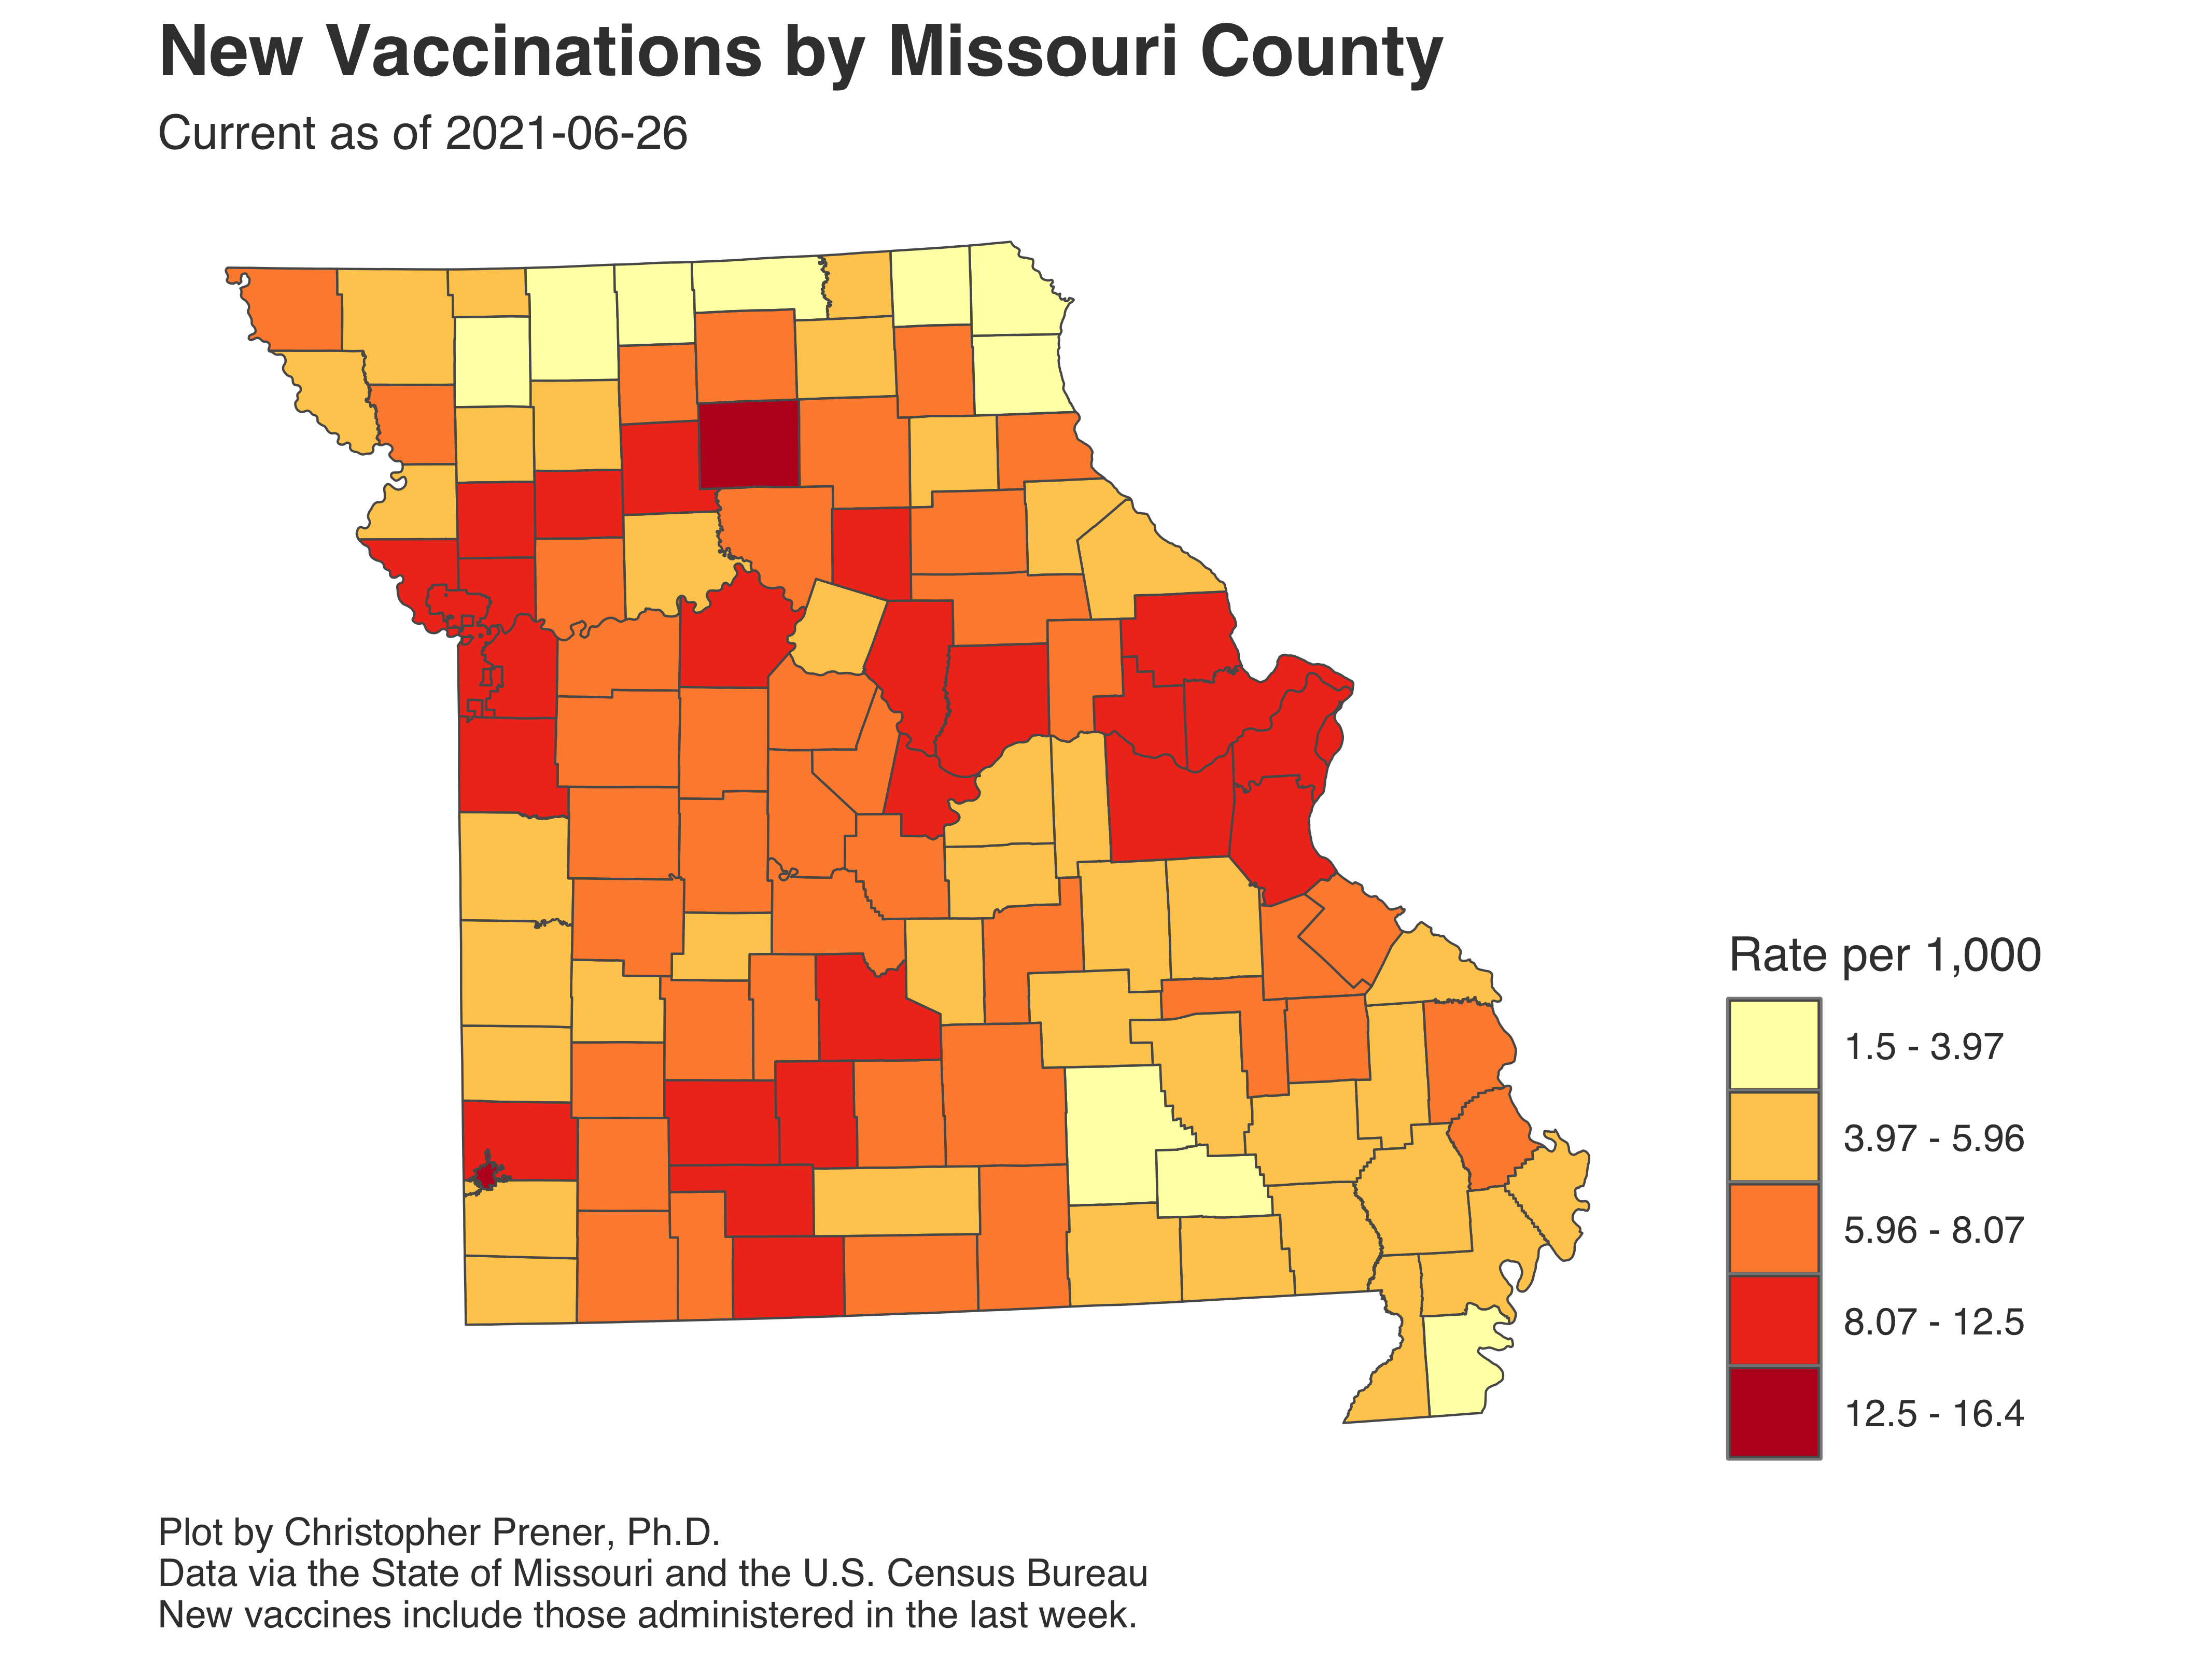 New Vaccinations by Missouri County
Current as of 2021-06-26
Rate per 1,000
1.5 - 3.97
3.97 - 5.96
5.96 - 8.07
8.07 - 12.5
12.5 - 16.4
Plot by Christopher Prener, Ph.D.
Data via the State of Missouri and the U.S. Census Bureau
New vaccines include those administered in the last week.